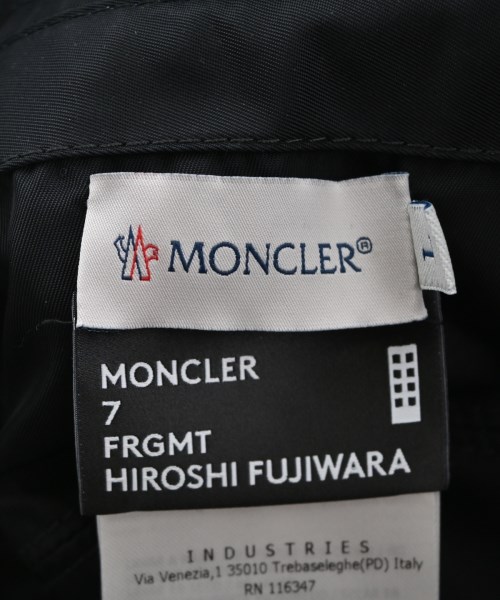 MONCLER®
L
MONCLER
7
FRGMT
HIROSHI FUJIWARA
INDUSTRIES
Via Venezia,1 35010 Trebaseleghe(PD) Italy
RN 116347